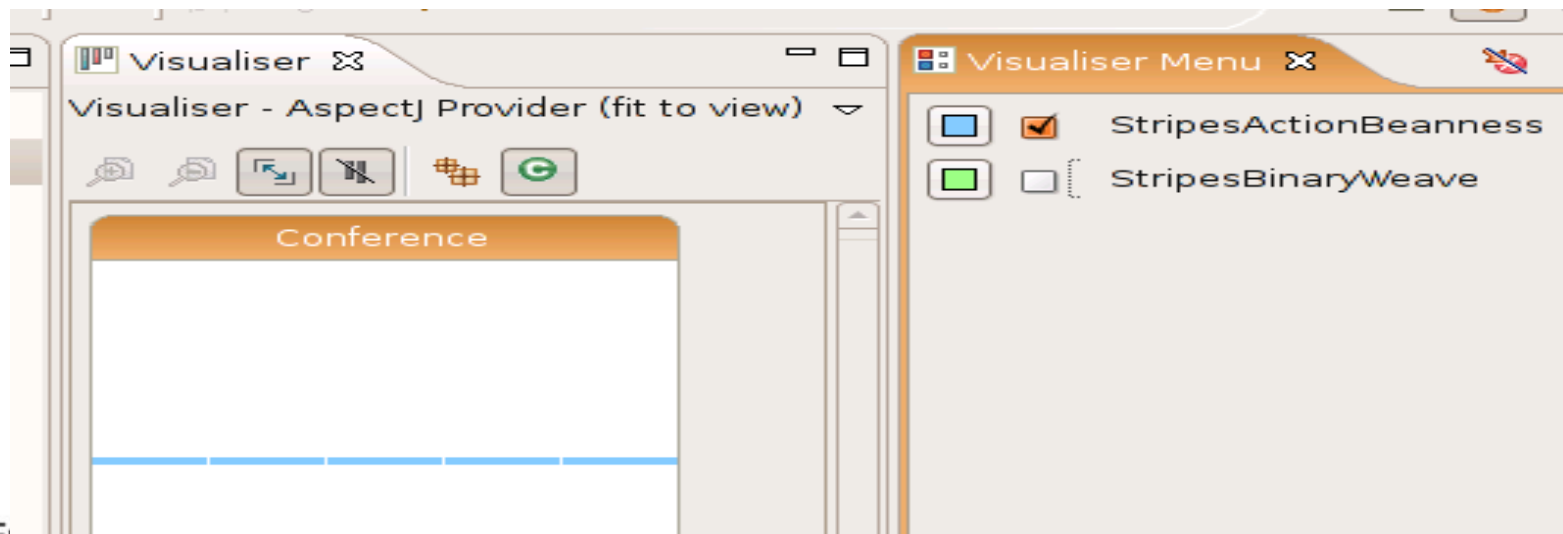 Visualiser
Visualiser - AspectJ Provider (fit to view)
Conference
Visualiser Menu
StripesActionBeanness
StripesBinaryWeave